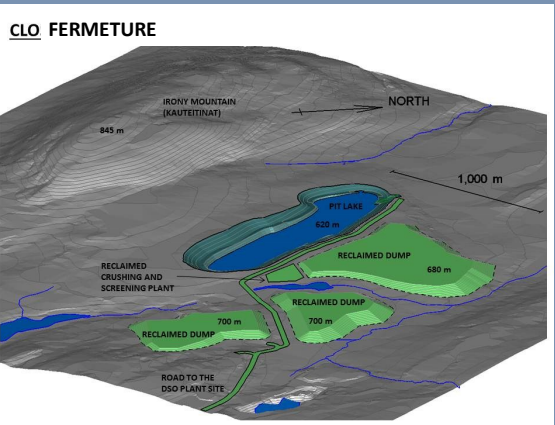 CLO FERMETURE
IRONY MOUNTAIN
(KAUTEITINAT)
NORTH
845 m
1,000 m
PIT LAKE
620 m
RECLAIMED
CRUSHING AND
SCREENING PLANT
RECLAIMED DUMP
680 m
RECLAIMED DUMP
700 m
700 m
RECLAIMED DUMP
ROAD TO THE
DSO PLANT SITE